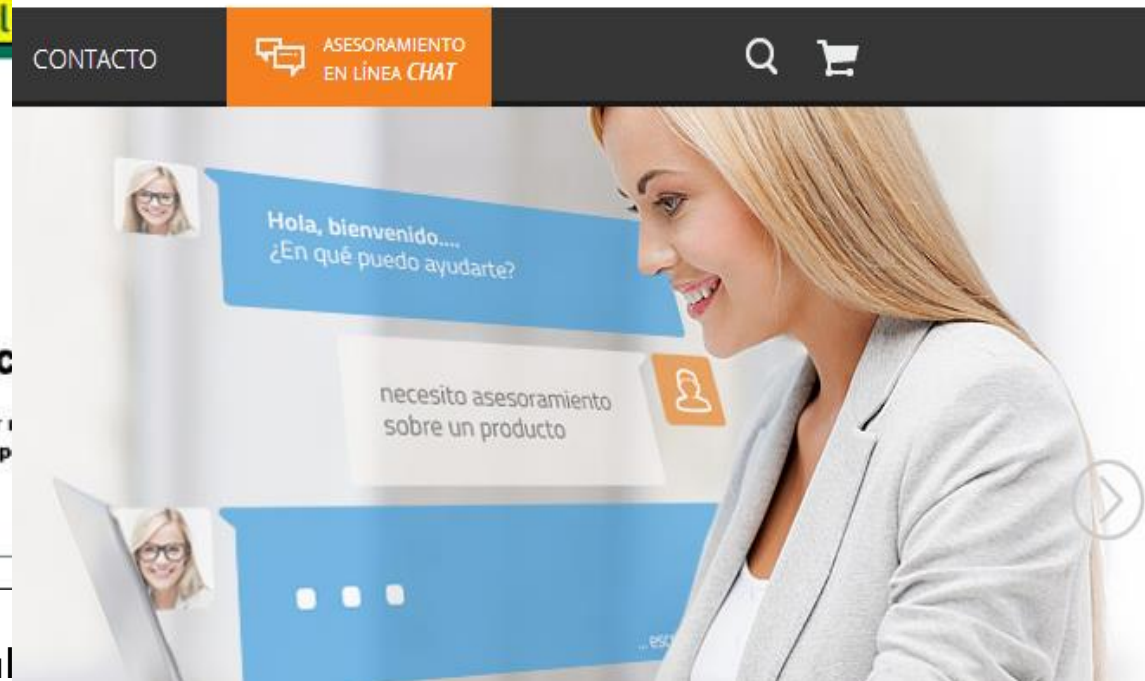 CONTACTO
ASESORAMIENTO
EN LÍNEA CHAT
Hola, bienvenido....
¿En qué puedo ayudarte?
necesito asesoramiento
sobre un producto